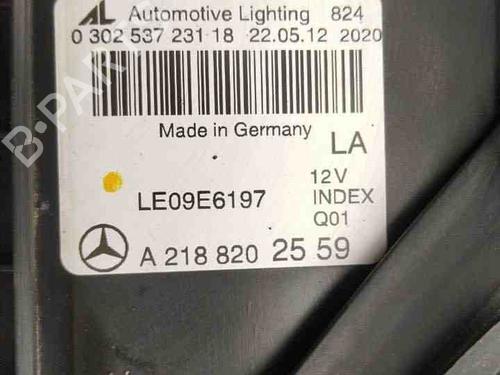 AL Automotive Lighting 824
0 302 537 231 18 22.05.12 2020
Made in Germany
LA
LE09E6197
12V
INDEX
Q01
A 218 820 25 59
B-PARTS